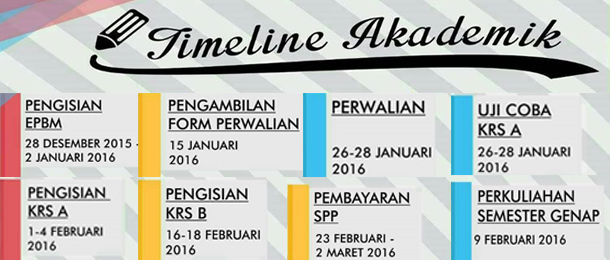 Timeline Akademik
PENGISIAN
EPBM
28 DESEMBER 2015 -
2 JANUARI 2016
PENGAMBILAN
FORM PERWALIAN
15 JANUARI
2016
PERWALIAN
26-28 JANUARI
2016
UJI COBA
KRS A
26-28 JANUARI
2016
PENGISIAN
KRS A
1-4 FEBRUARI
2016
PENGISIAN
KRS B
16-18 FEBRUARI
2016
PEMBAYARAN
SPP
23 FEBRUARI -
2 MARET 2016
PERKULIAHAN
SEMESTER GENAP
9 FEBRUARI 2016